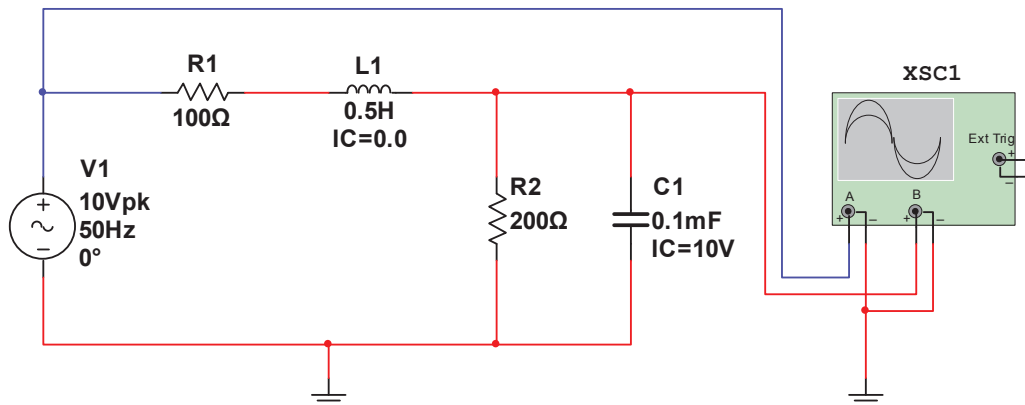 XSC1
R1
100Ω
L1
0.5H
IC=0.0
Ext Trig
+
–
V1
10Vpk
50Hz
0°
+
–
R2
200Ω
C1
0.1mF
IC=10V
A
B
+
–
+
–